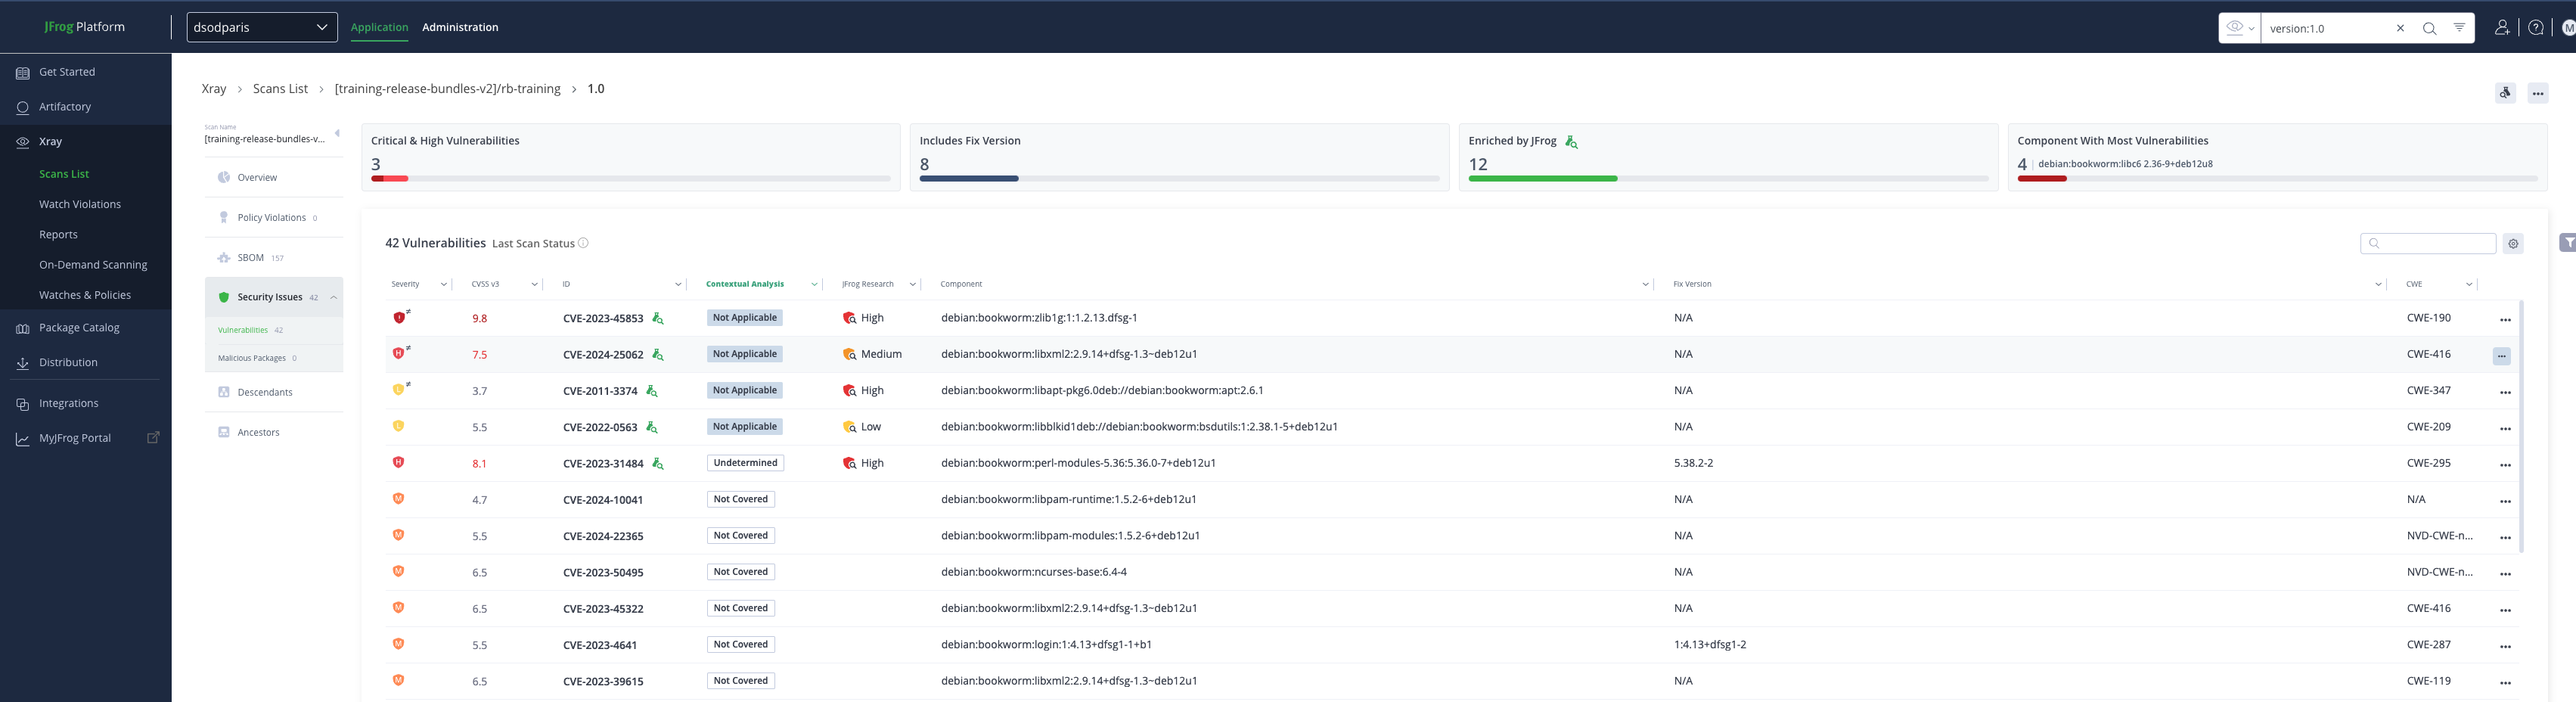 JFrog Platform
dsodparis
Application
Administration
version:1.0
M
Get Started
Artifactory
Xray
Scans List
Watch Violations
Reports
On-Demand Scanning
Watches & Policies
Package Catalog
Distribution
Integrations
MyJFrog Portal
Xray > Scans List > [training-release-bundles-v2]/rb-training > 1.0
Scan Name
[training-release-bundles-v...
Overview
Policy Violations 0
SBOM 157
Security Issues 42
Vulnerabilities 42
Malicious Packages 0
Descendants
Ancestors
Critical & High Vulnerabilities
3
Includes Fix Version
8
Enriched by JFrog
12
Component With Most Vulnerabilities
4 | debian:bookworm:libc6 2.36-9+deb12u8
42 Vulnerabilities Last Scan Status
Severity CVSS v3 ID Contextual Analysis JFrog Research Component Fix Version CWE
9.8 CVE-2023-45853 Not Applicable High debian:bookworm:zlib1g:1:1.2.13.dfsg-1 N/A CWE-190
H 7.5 CVE-2024-25062 Not Applicable Medium debian:bookworm:libxml2:2.9.14+dfsg-1.3~deb12u1 N/A CWE-416
L 3.7 CVE-2011-3374 Not Applicable High debian:bookworm:libapt-pkg6.0deb://debian:bookworm:apt:2.6.1 N/A CWE-347
L 5.5 CVE-2022-0563 Not Applicable Low debian:bookworm:libblkid1deb://debian:bookworm:bsdutils:1:2.38.1-5+deb12u1 N/A CWE-209
H 8.1 CVE-2023-31484 Undetermined High debian:bookworm:perl-modules-5.36:5.36.0-7+deb12u1 5.38.2-2 CWE-295
M 4.7 CVE-2024-10041 Not Covered debian:bookworm:libpam-runtime:1.5.2-6+deb12u1 N/A N/A
M 5.5 CVE-2024-22365 Not Covered debian:bookworm:libpam-modules:1.5.2-6+deb12u1 N/A NVD-CWE-n...
M 6.5 CVE-2023-50495 Not Covered debian:bookworm:ncurses-base:6.4-4 N/A NVD-CWE-n...
M 6.5 CVE-2023-45322 Not Covered debian:bookworm:libxml2:2.9.14+dfsg-1.3~deb12u1 N/A CWE-416
M 5.5 CVE-2023-4641 Not Covered debian:bookworm:login:1:4.13+dfsg1-1+b1 1:4.13+dfsg1-2 CWE-287
M 6.5 CVE-2023-39615 Not Covered debian:bookworm:libxml2:2.9.14+dfsg-1.3~deb12u1 N/A CWE-119